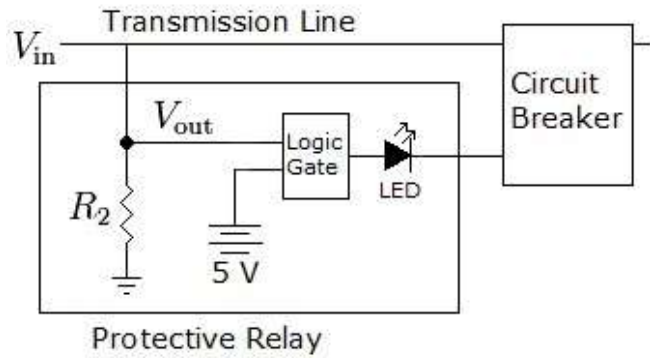 Transmission Line
V_in
Circuit
Breaker
V_out
Logic
Gate
LED
R_2
5 V
Protective Relay